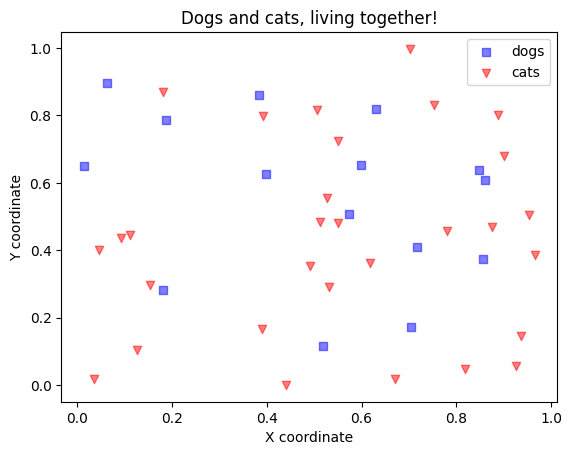 Dogs and cats, living together!
dogs
cats
1.0
0.8
0.6
0.4
0.2
0.0
Y coordinate
0.0 0.2 0.4 0.6 0.8 1.0
X coordinate